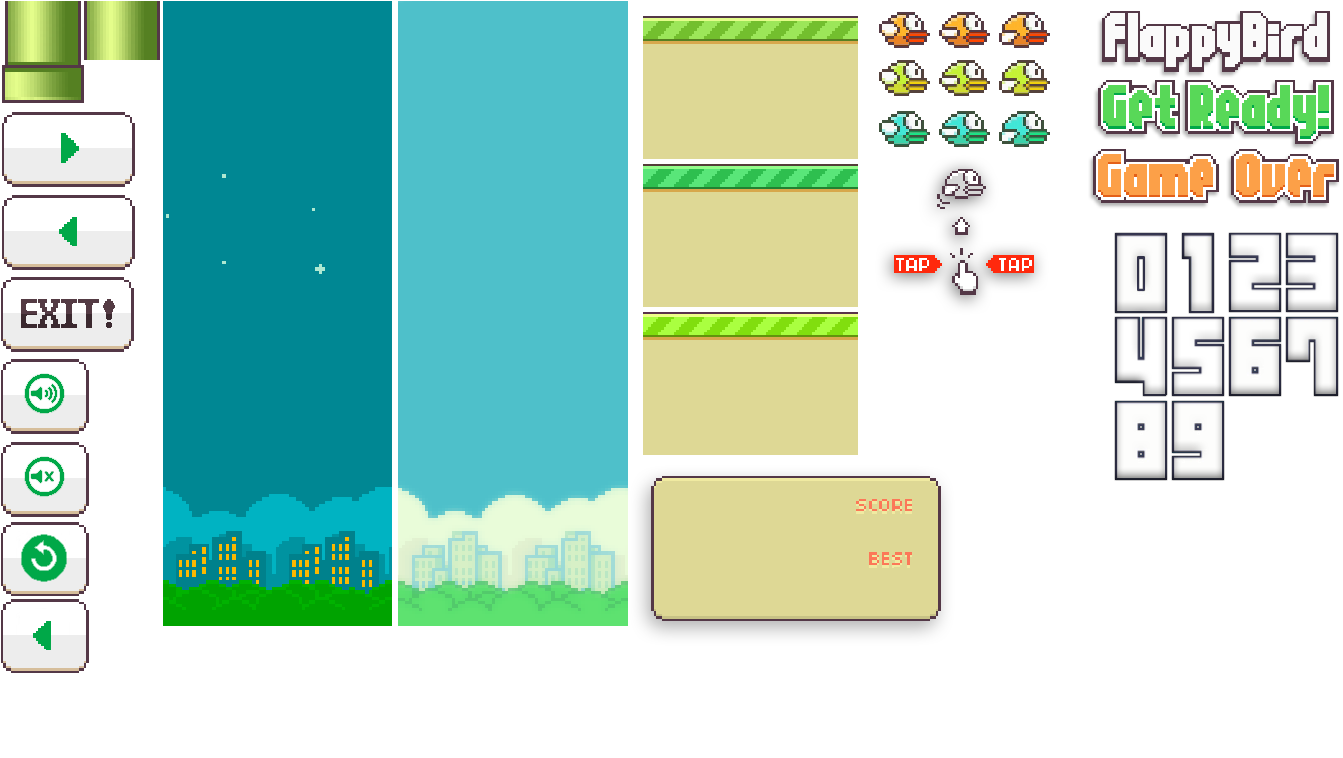 EXIT!
SCORE
BEST
TAP TAP
FlappyBird
Get Ready!
Game Over
0123
4567
89